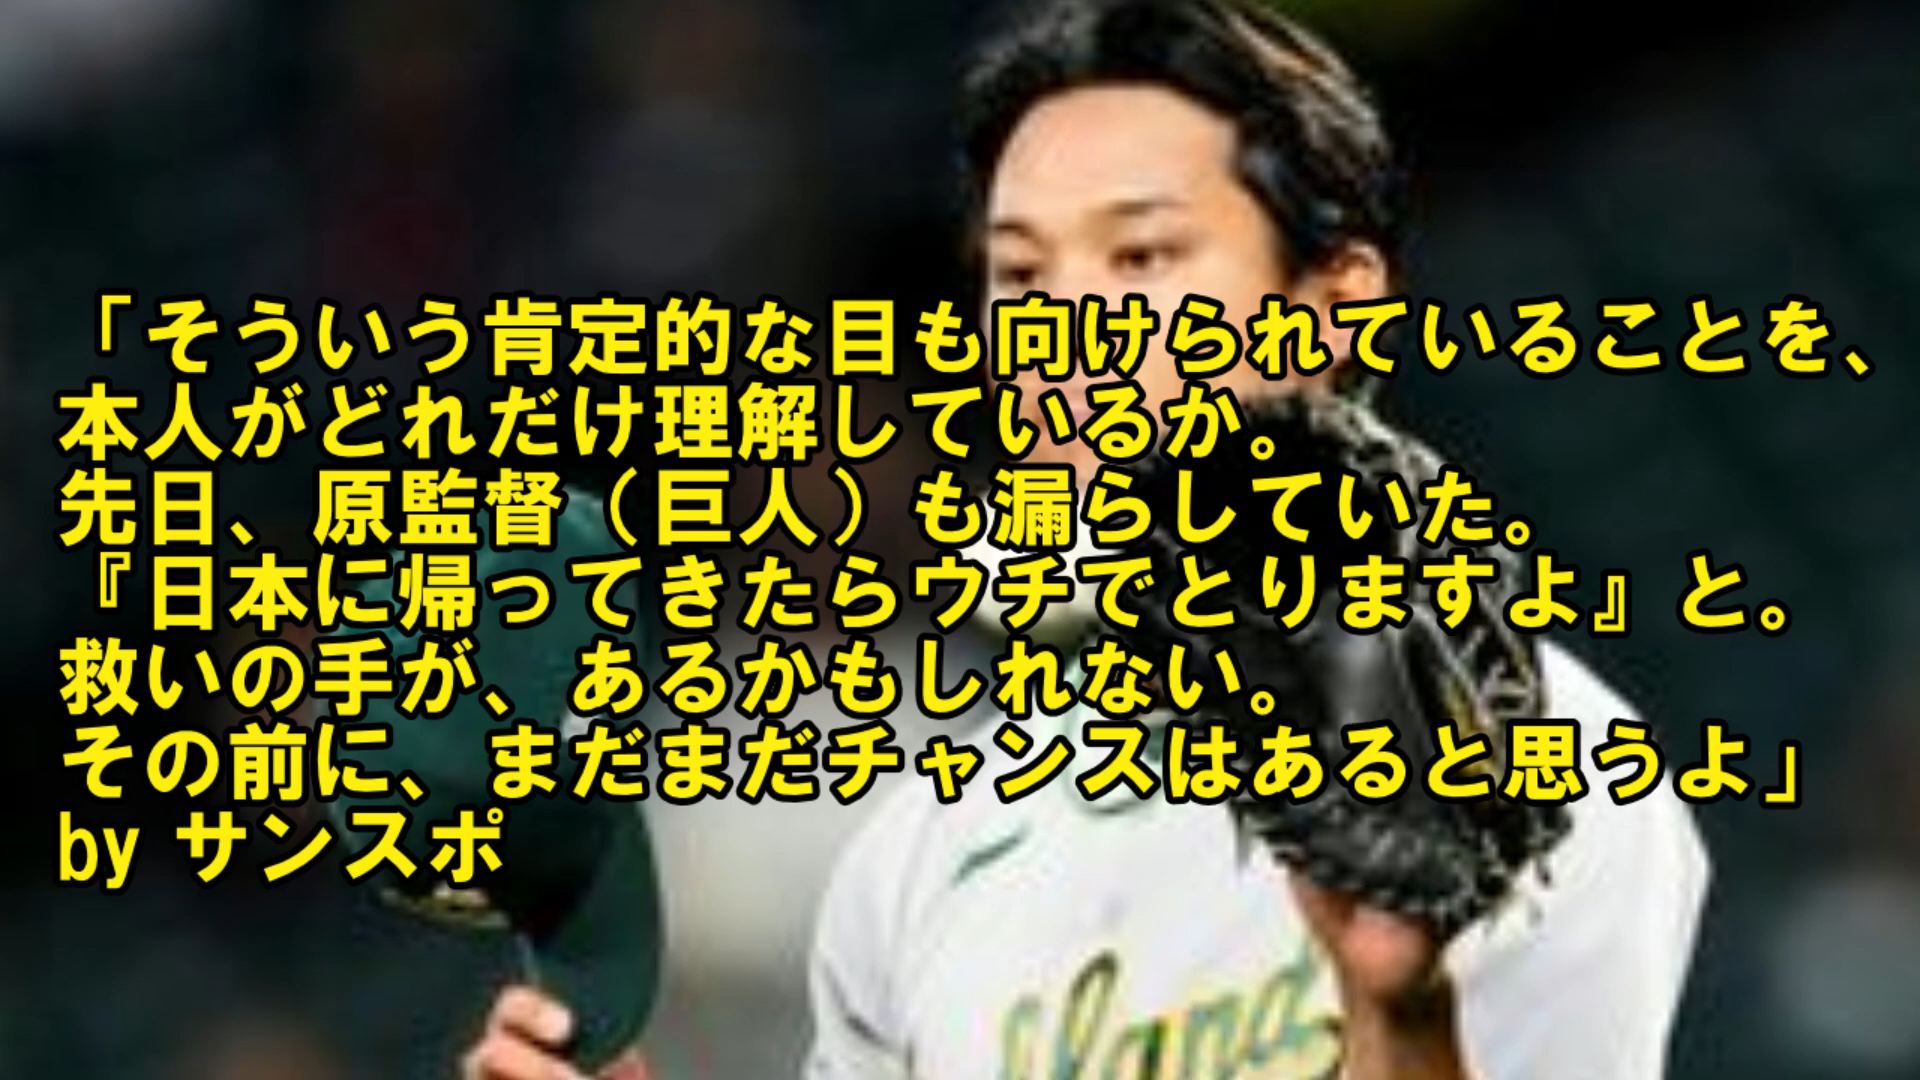 「そういう肯定的な目も向けられていることを、
本人がどれだけ理解しているか。
先日、原監督（巨人）も漏らしていた。
『日本に帰ってきたらウチでとりますよ』と。
救いの手が、あるかもしれない。
その前に、まだまだチャンスはあると思うよ」
by サンスポ